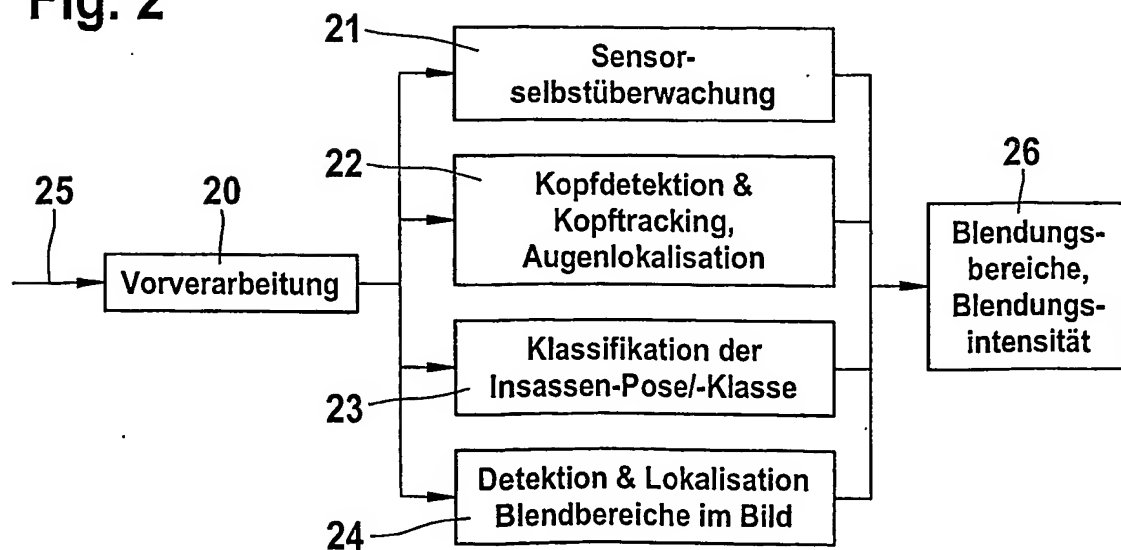 Fig. 2
21
Sensor-
selbstüberwachung
22
Kopfdetektion &
Kopftracking,
Augenlokalisation
25
20
Vorverarbeitung
26
Blendungs-
bereiche,
Blendungs-
intensität
Klassifikation der
Insassen-Pose/-Klasse
23
Detektion & Lokalisation
Blendbereiche im Bild
24